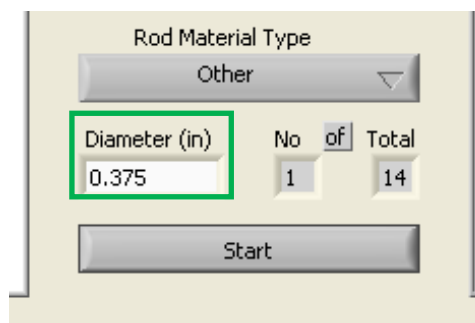 Rod Material Type
Other
Diameter (in) No of Total
0.375 1 14
Start